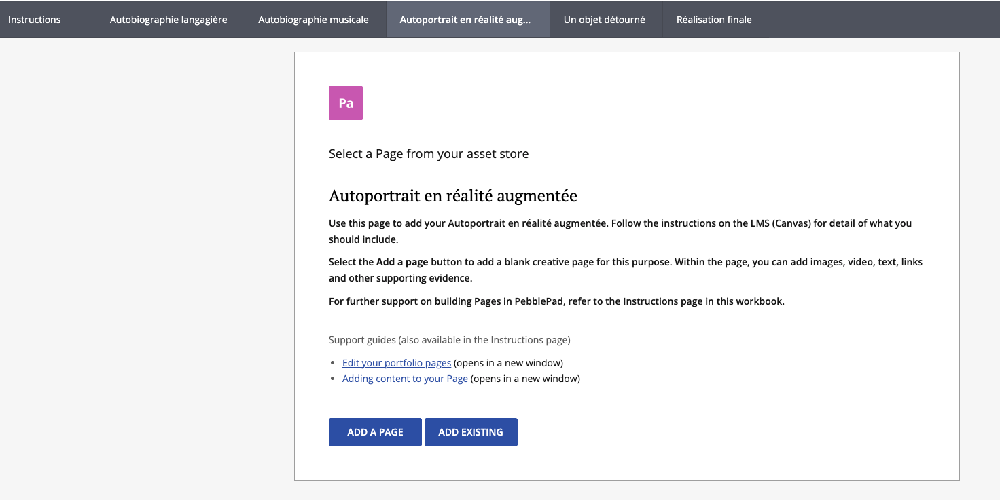 Instructions
Autobiographie langagière
Autobiographie musicale
Autoportrait en réalité aug...
Un objet détourné
Réalisation finale
Pa
Select a Page from your asset store
Autoportrait en réalité augmentée
Use this page to add your Autoportrait en réalité augmentée. Follow the instructions on the LMS (Canvas) for detail of what you
should include.
Select the Add a page button to add a blank creative page for this purpose. Within the page, you can add images, video, text, links
and other supporting evidence.
For further support on building Pages in PebblePad, refer to the Instructions page in this workbook.
Support guides (also available in the Instructions page)
Edit your portfolio pages (opens in a new window)
Adding content to your Page (opens in a new window)
ADD A PAGE
ADD EXISTING